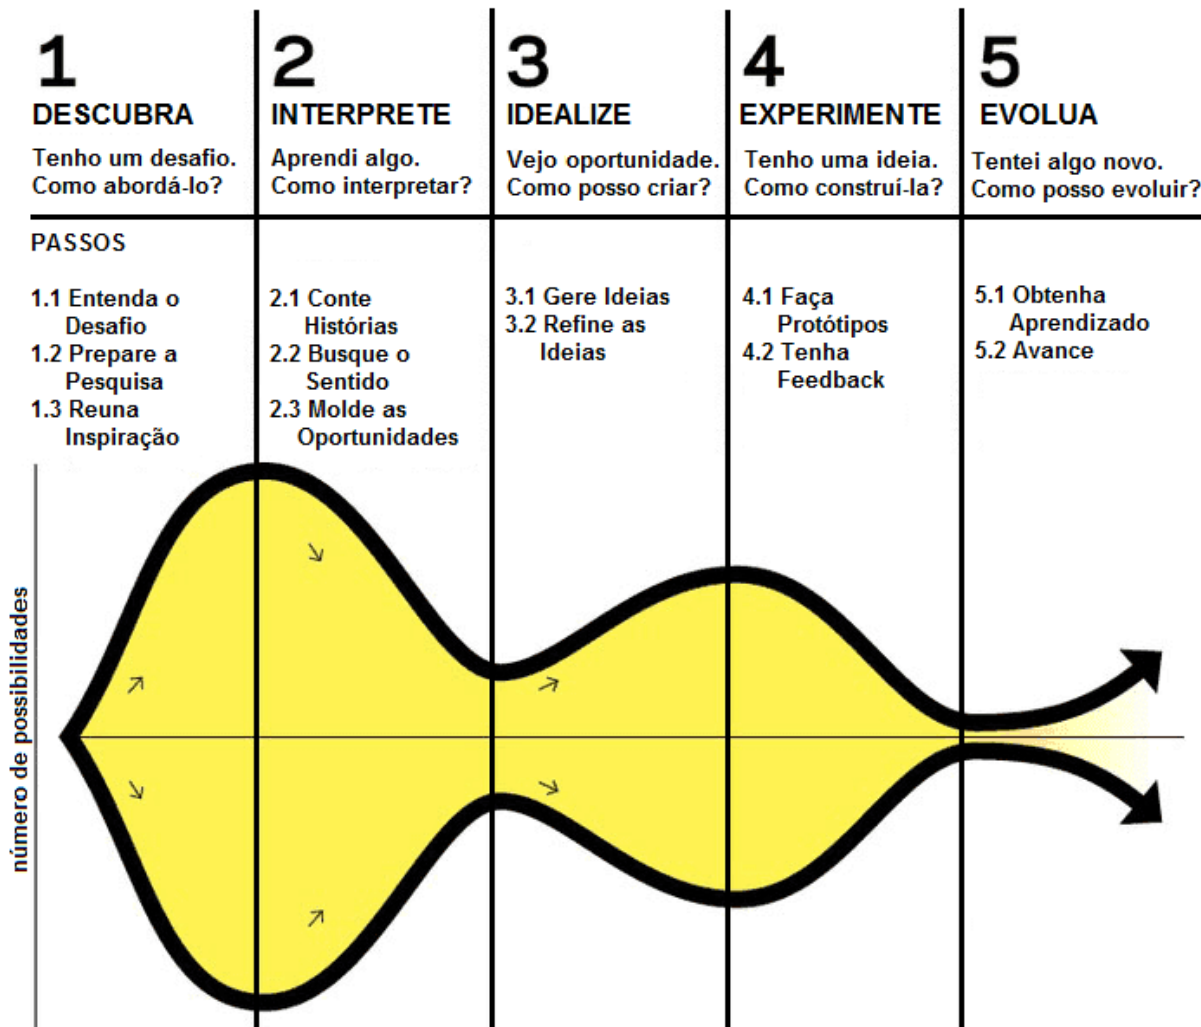 1
DESCUBRA
Tenho um desafio.
Como abordá-lo?
2
INTERPRETE
Aprendi algo.
Como interpretar?
3
IDEALIZE
Vejo oportunidade.
Como posso criar?
4
EXPERIMENTE
Tenho uma ideia.
Como construí-la?
5
EVOLUA
Tentei algo novo.
Como posso evoluir?
PASSOS
1.1 Entenda o
Desafio
1.2 Prepare a
Pesquisa
1.3 Reuna
Inspiração
2.1 Conte
Histórias
2.2 Busque o
Sentido
2.3 Molde as
Oportunidades
3.1 Gere Ideias
3.2 Refine as
Ideias
4.1 Faça
Protótipos
4.2 Tenha
Feedback
5.1 Obtenha
Aprendizado
5.2 Avance
número de possibilidades